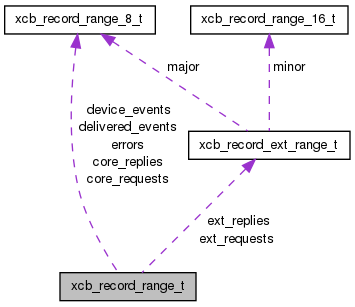 xcb_record_range_8_t
xcb_record_range_16_t
major
minor
device_events
delivered_events
errors
core_replies
core_requests
xcb_record_ext_range_t
ext_replies
ext_requests
xcb_record_range_t